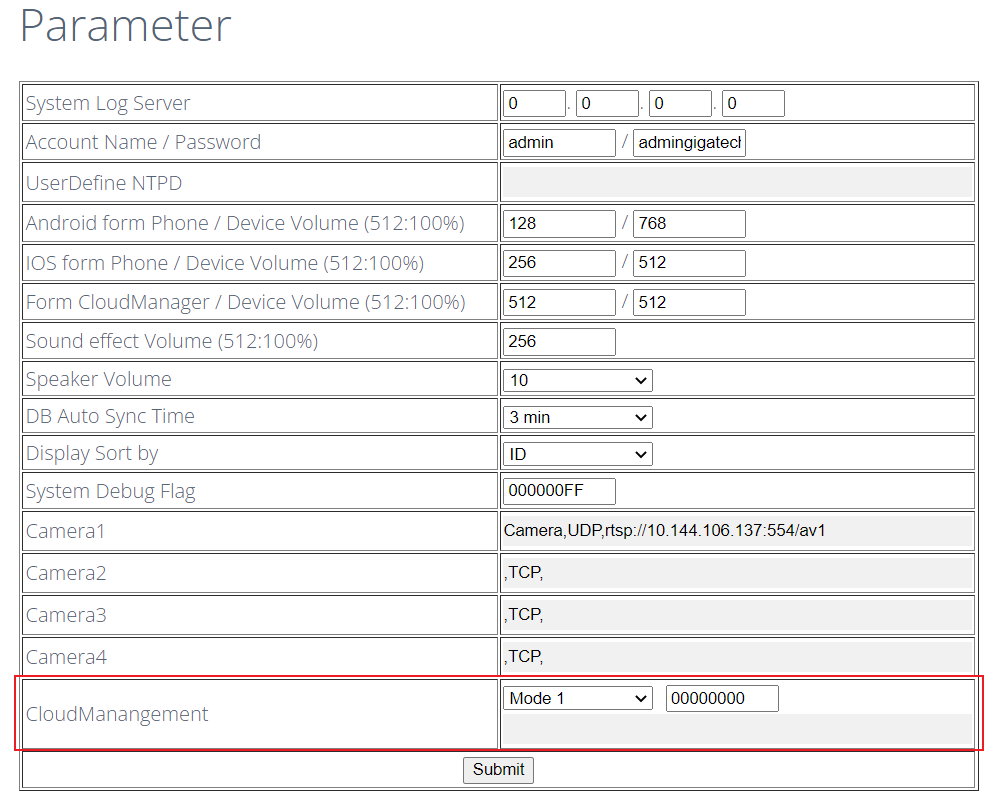 Parameter
System Log Server 0 . 0 . 0 . 0
Account Name / Password admin / admingigatecl
UserDefine NTPD
Android form Phone / Device Volume (512:100%) 128 / 768
IOS form Phone / Device Volume (512:100%) 256 / 512
Form CloudManager / Device Volume (512:100%) 512 / 512
Sound effect Volume (512:100%) 256
Speaker Volume 10
DB Auto Sync Time 3 min
Display Sort by ID
System Debug Flag 000000FF
Camera1 Camera,UDP,rtsp://10.144.106.137:554/av1
Camera2 ,TCP,
Camera3 ,TCP,
Camera4 ,TCP,
CloudManangement Mode 1 00000000
Submit